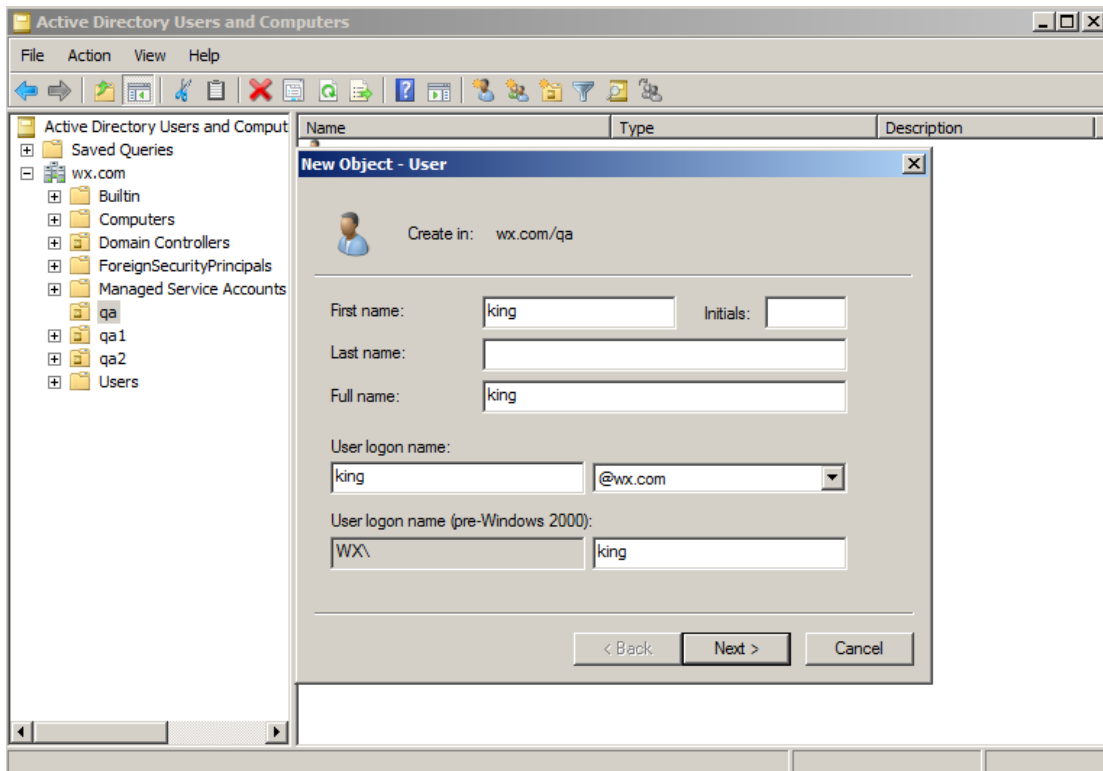 Active Directory Users and Computers
File Action View Help
Active Directory Users and Comput
Saved Queries
wx.com
Builtin
Computers
Domain Controllers
ForeignSecurityPrincipals
Managed Service Accounts
qa
qa1
qa2
Users
Name Type Description
New Object - User
Create in: wx.com/qa
First name: king Initials:
Last name:
Full name: king
User logon name:
king @wx.com
User logon name (pre-Windows 2000):
WX\ king
< Back Next > Cancel